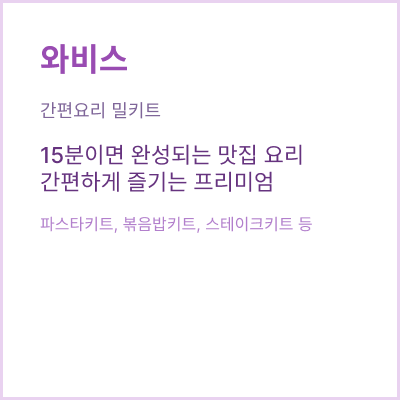 와비스
간편요리 밀키트
15분이면 완성되는 맛집 요리
간편하게 즐기는 프리미엄
파스타키트, 볶음밥키트, 스테이크키트 등